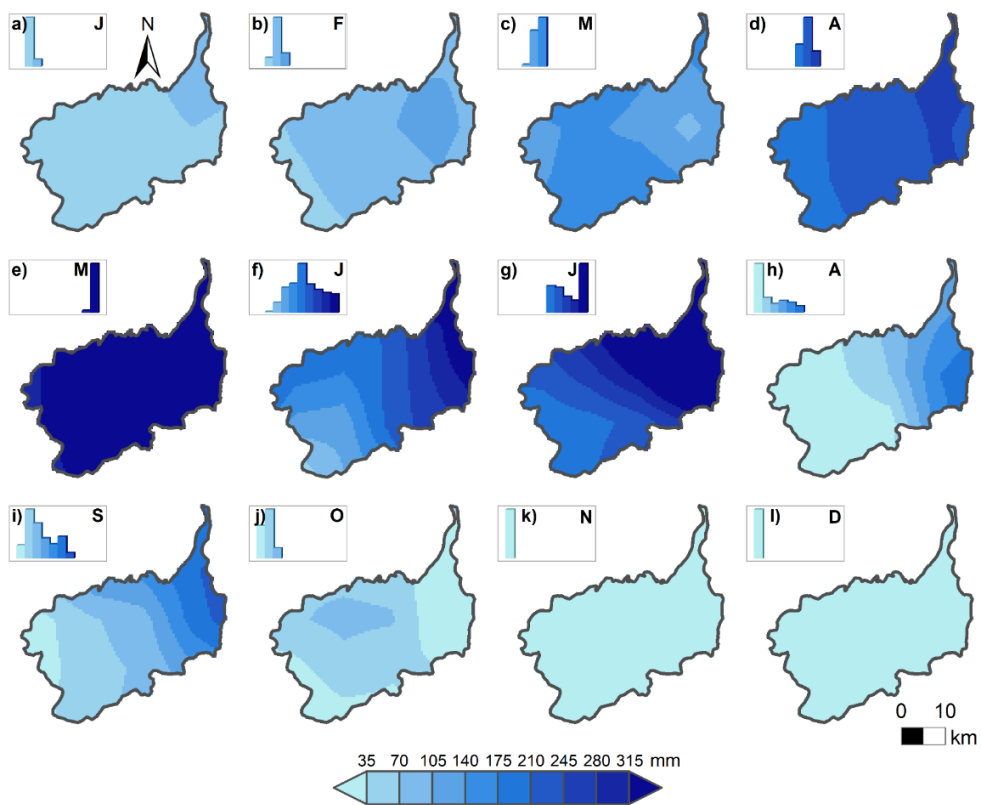 a) J
N
b) F
c) M
d) A
e) M
f) J
g) J
h) A
i) S
j) O
k) N
l) D
0 10
km
35 70 105 140 175 210 245 280 315 mm